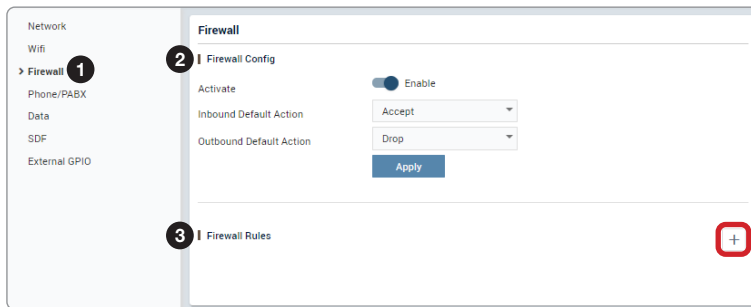 Network
Wifi
> Firewall 1
Phone/PABX
Data
SDF
External GPIO
Firewall
2 Firewall Config
Activate Enable
Inbound Default Action Accept
Outbound Default Action Drop
Apply
3 Firewall Rules +